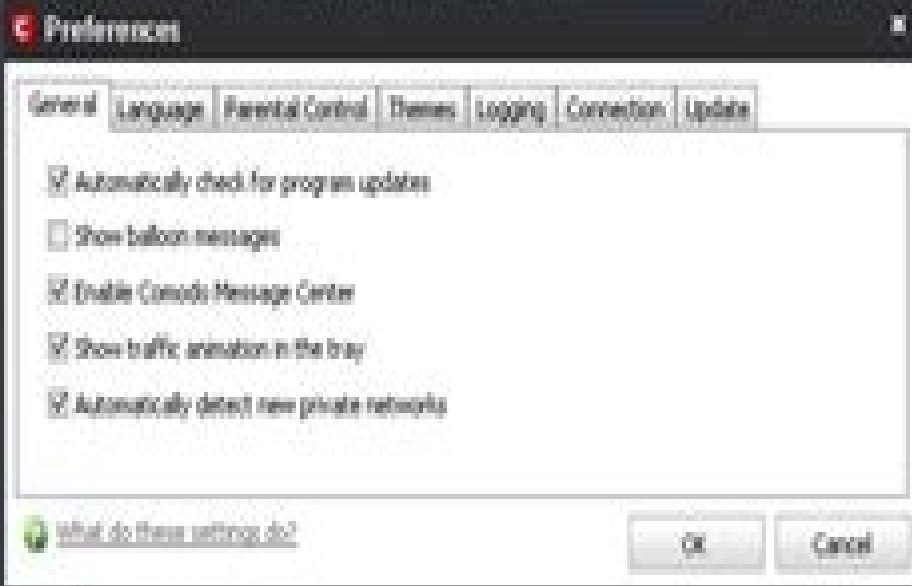 Preferences
General Language Parental Control Themes Logging Connection Update
Automatically check for program updates
Show balloon messages
Enable Comodo Message Center
Show traffic animation in the tray
Automatically detect new private networks
What do these settings do?
OK Cancel